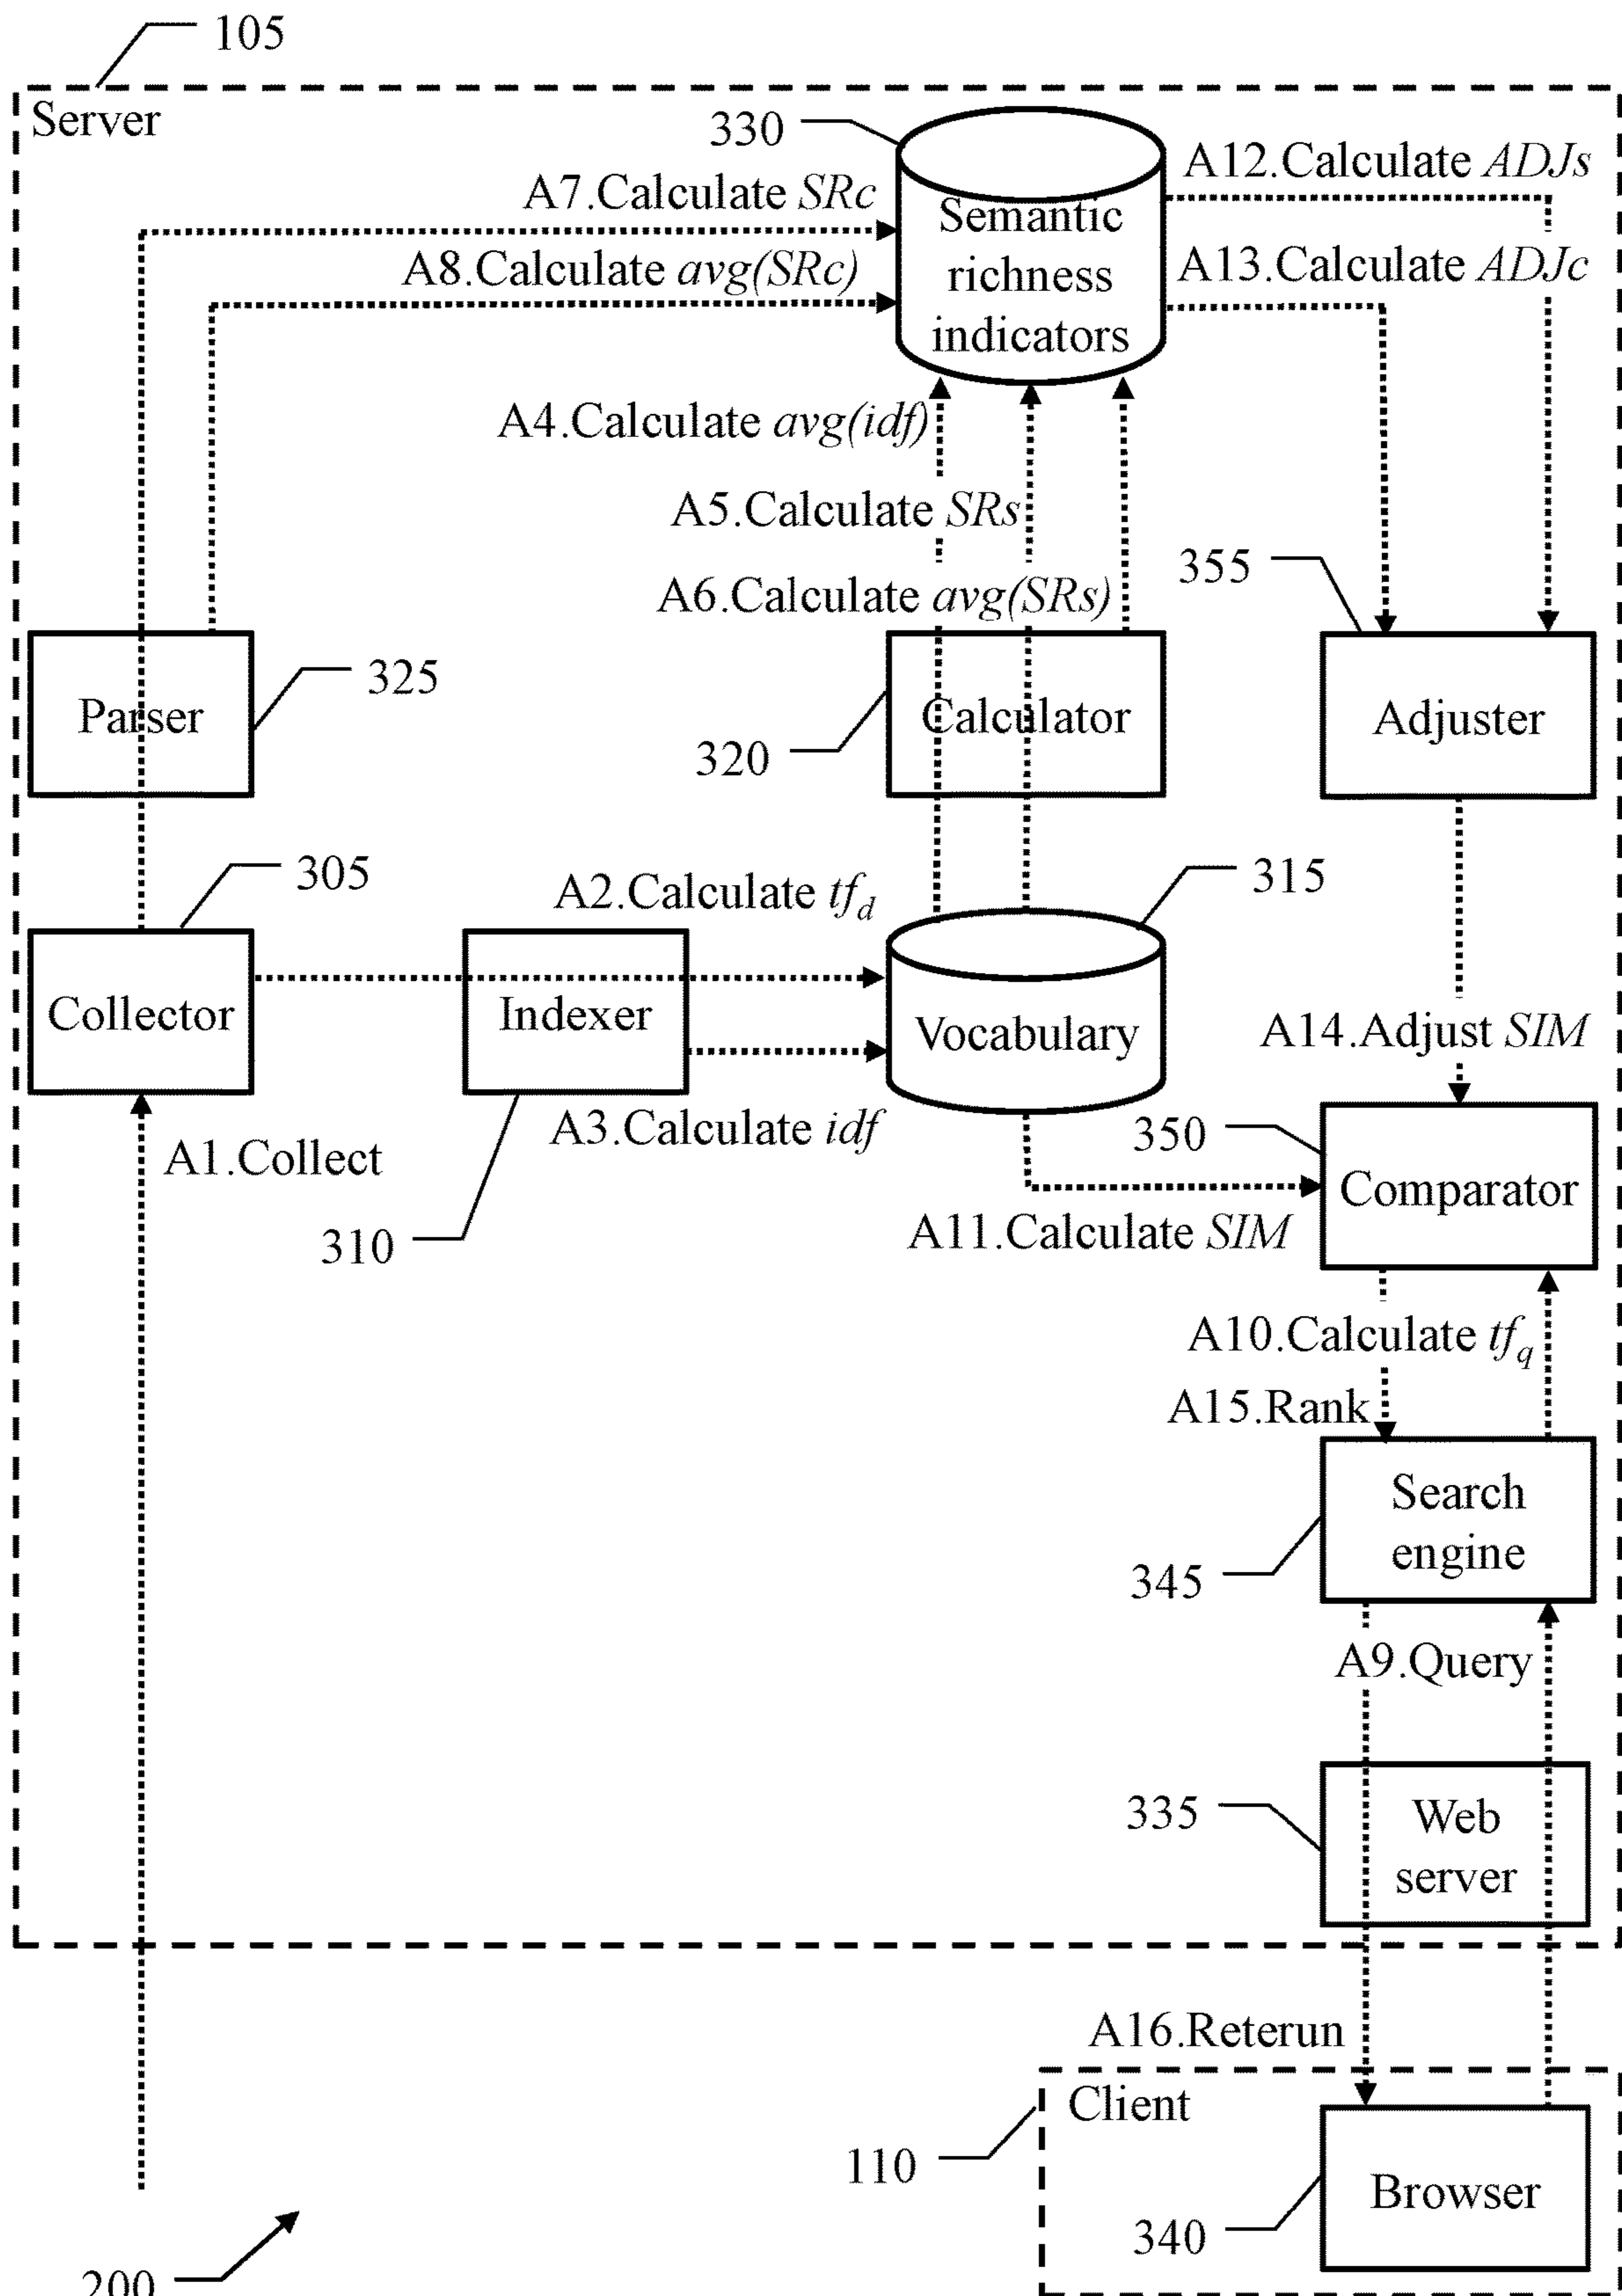 105
Server
330
A12.Calculate ADJs
A7.Calculate SRc
Semantic
richness
indicators
A8.Calculate avg(SRc)
A13.Calculate ADJc
A4.Calculate avg(idf)
A5.Calculate SRs
355
A6.Calculate avg(SRs)
325
Parser
Calculator
Adjuster
320
305
315
A2.Calculate tfd
Collector
Indexer
Vocabulary
A14.Adjust SIM
A3.Calculate idf
350
A1.Collect
Comparator
310
A11.Calculate SIM
A10.Calculate tfq
A15.Rank
Search
engine
345
A9.Query
335
Web
server
A16.Reterun
Client
110
Browser
340
200